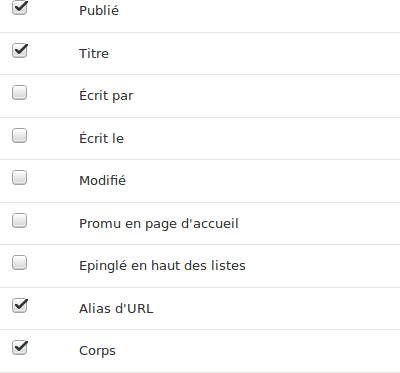 Publié
Titre
Écrit par
Écrit le
Modifié
Promu en page d'accueil
Epinglé en haut des listes
Alias d'URL
Corps